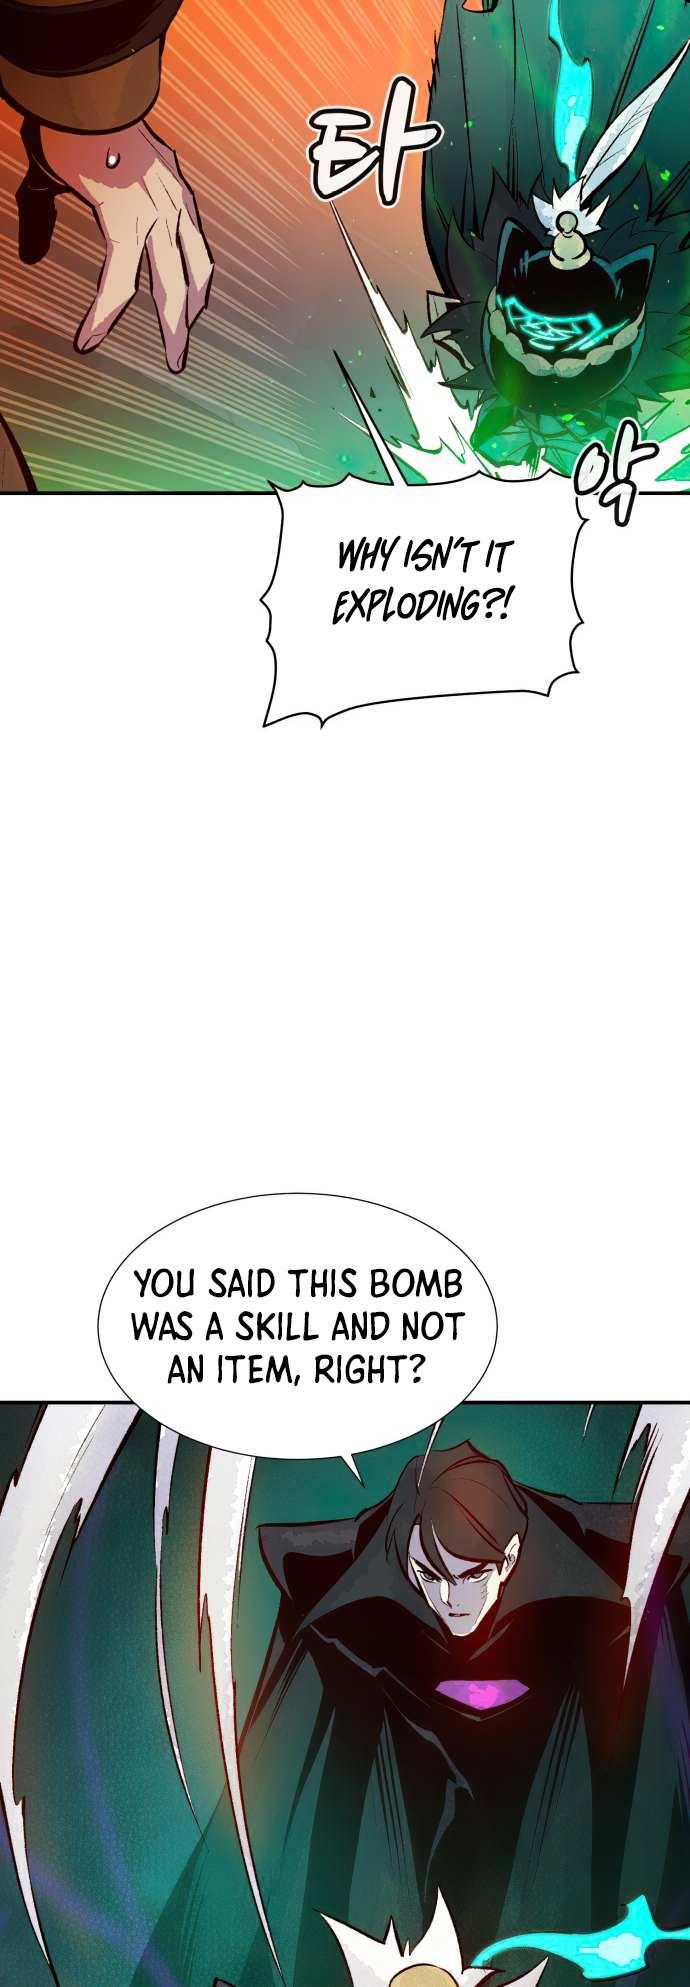 타
악
WHY ISN'T IT
EXPLODING?!
YOU SAID THIS BOMB
WAS A SKILL AND NOT
AN ITEM, RIGHT?